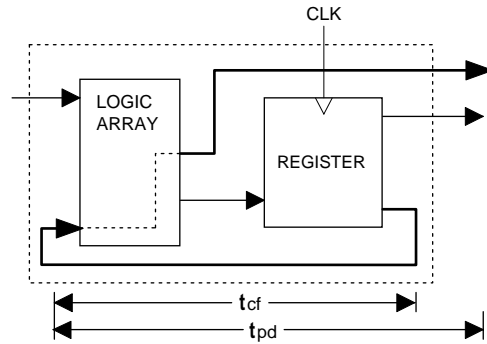 CLK
LOGIC
ARRAY
REGISTER
tcf
tpd